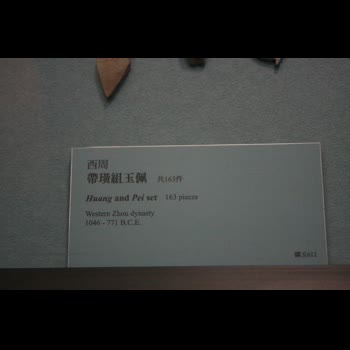 西周
帶璜組玉佩 共163件
Huang and Pei set 163 pieces
Western Zhou dynasty
1046 - 771 B.C.E.